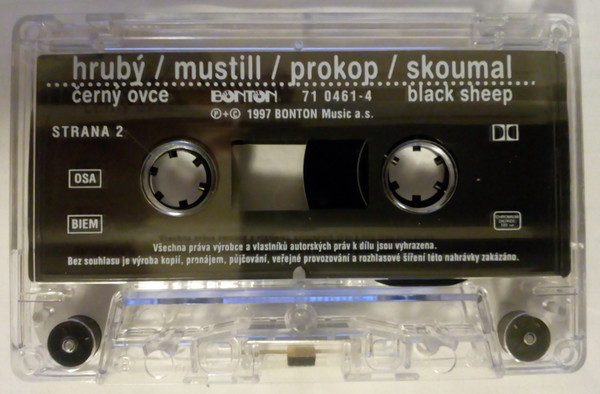 hrubý / mustill / prokop / skoumal
černý ovce BONTON 71 0461-4 black sheep
℗+© 1997 BONTON Music a.s.
STRANA 2
OSA
BIEM
Všechna práva výrobce a vlastníků autorských práv k dílu jsou vyhrazena.
Bez souhlasu je výroba kopií, pronájem, půjčování, veřejné provozování a rozhlasové šíření této nahrávky zakázáno.